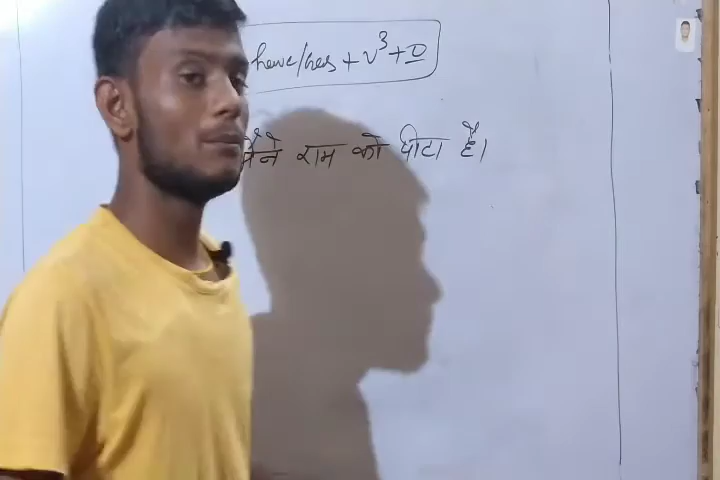 have/has + v³ + O
मैंने राम को पीटा है।